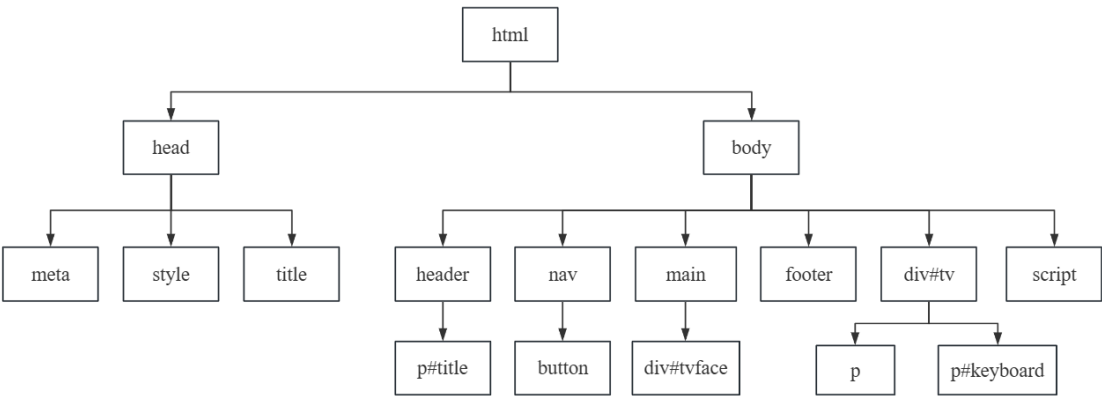 html
head
body
meta
style
title
header
nav
main
footer
div#tv
script
p#title
button
div#tvface
p
p#keyboard